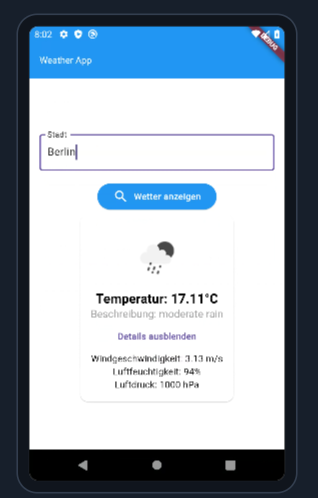 8:02
DEBUG
Weather App
Stadt
Berlin
Wetter anzeigen
Temperatur: 17.11°C
Beschreibung: moderate rain
Details ausblenden
Windgeschwindigkeit: 3.13 m/s
Luftfeuchtigkeit: 94%
Luftdruck: 1000 hPa